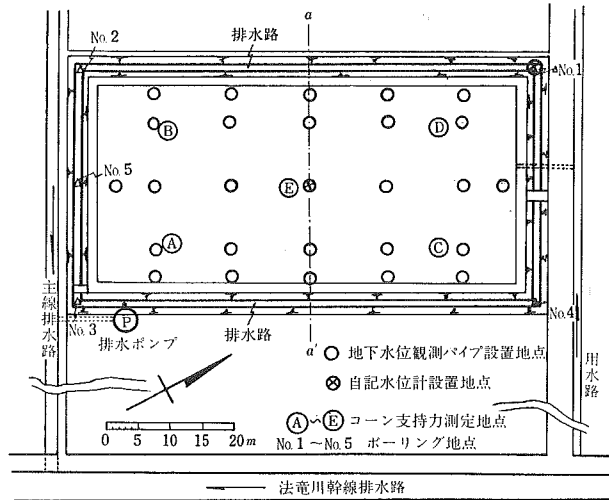 a
No. 2
排水路
No. 1
B
D
No. 5
E
A
C
主線排水路
No. 3
P
排水ポンプ
排水路
No. 4
用水路
a′
地下水位観測パイプ設置地点
自記水位計設置地点
A 〜 E コーン支持力測定地点
0 5 10 15 20 m
No. 1 〜 No. 5 ボーリング地点
法竜川幹線排水路